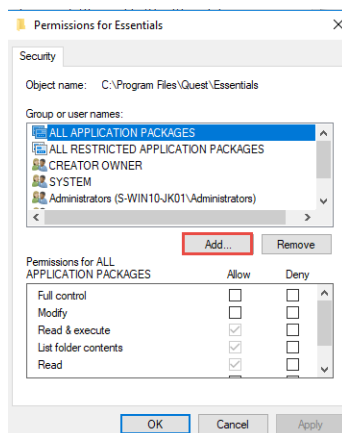 Permissions for Essentials
Security
Object name: C:\Program Files\Quest\Essentials
Group or user names:
ALL APPLICATION PACKAGES
ALL RESTRICTED APPLICATION PACKAGES
CREATOR OWNER
SYSTEM
Administrators (S-WIN10-JK01\Administrators)
Add... Remove
Permissions for ALL
APPLICATION PACKAGES Allow Deny
Full control
Modify
Read & execute
List folder contents
Read
OK Cancel Apply